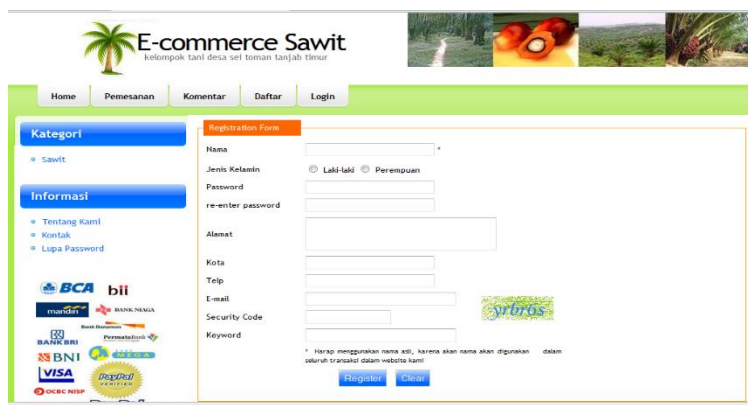 E-commerce Sawit
kelompok tani desa sei toman tanjab timur
Home Pemesanan Komentar Daftar Login
Kategori
Sawit
Informasi
Tentang Kami
Kontak
Lupa Password
BCA bii
mandiri BANK NIAGA
Bank Danamon
BANK BRI PermataBank
BNI MEGA
VISA PayPal
VERIFIED
OCBC NISP
Registration Form
Nama *
Jenis Kelamin Laki-laki Perempuan
Password
re-enter password
Alamat
Kota
Telp
E-mail
Security Code yrbr6s
Keyword
* Harap menggunakan nama asli, karena akan nama akan digunakan dalam
seluruh transaksi dalam website kami
Register Clear